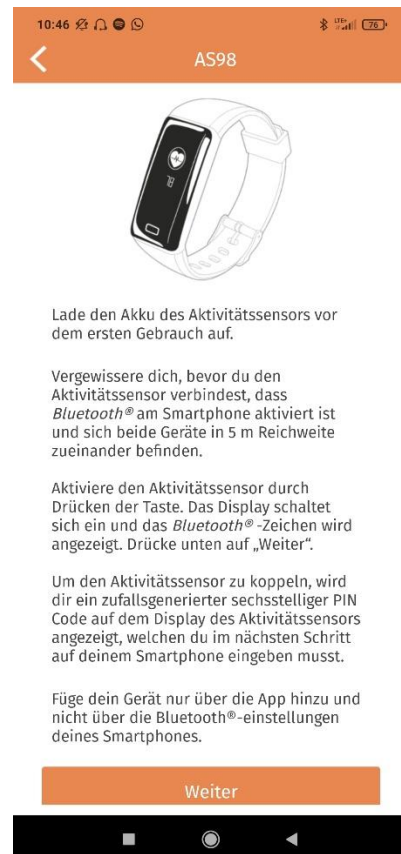 10:46
LTE+
76
AS98
Lade den Akku des Aktivitätssensors vor
dem ersten Gebrauch auf.
Vergewissere dich, bevor du den
Aktivitätssensor verbindest, dass
Bluetooth® am Smartphone aktiviert ist
und sich beide Geräte in 5 m Reichweite
zueinander befinden.
Aktiviere den Aktivitätssensor durch
Drücken der Taste. Das Display schaltet
sich ein und das Bluetooth® -Zeichen wird
angezeigt. Drücke unten auf „Weiter“.
Um den Aktivitätssensor zu koppeln, wird
dir ein zufallsgenerierter sechsstelliger PIN
Code auf dem Display des Aktivitätssensors
angezeigt, welchen du im nächsten Schritt
auf deinem Smartphone eingeben musst.
Füge dein Gerät nur über die App hinzu und
nicht über die Bluetooth®-einstellungen
deines Smartphones.
Weiter